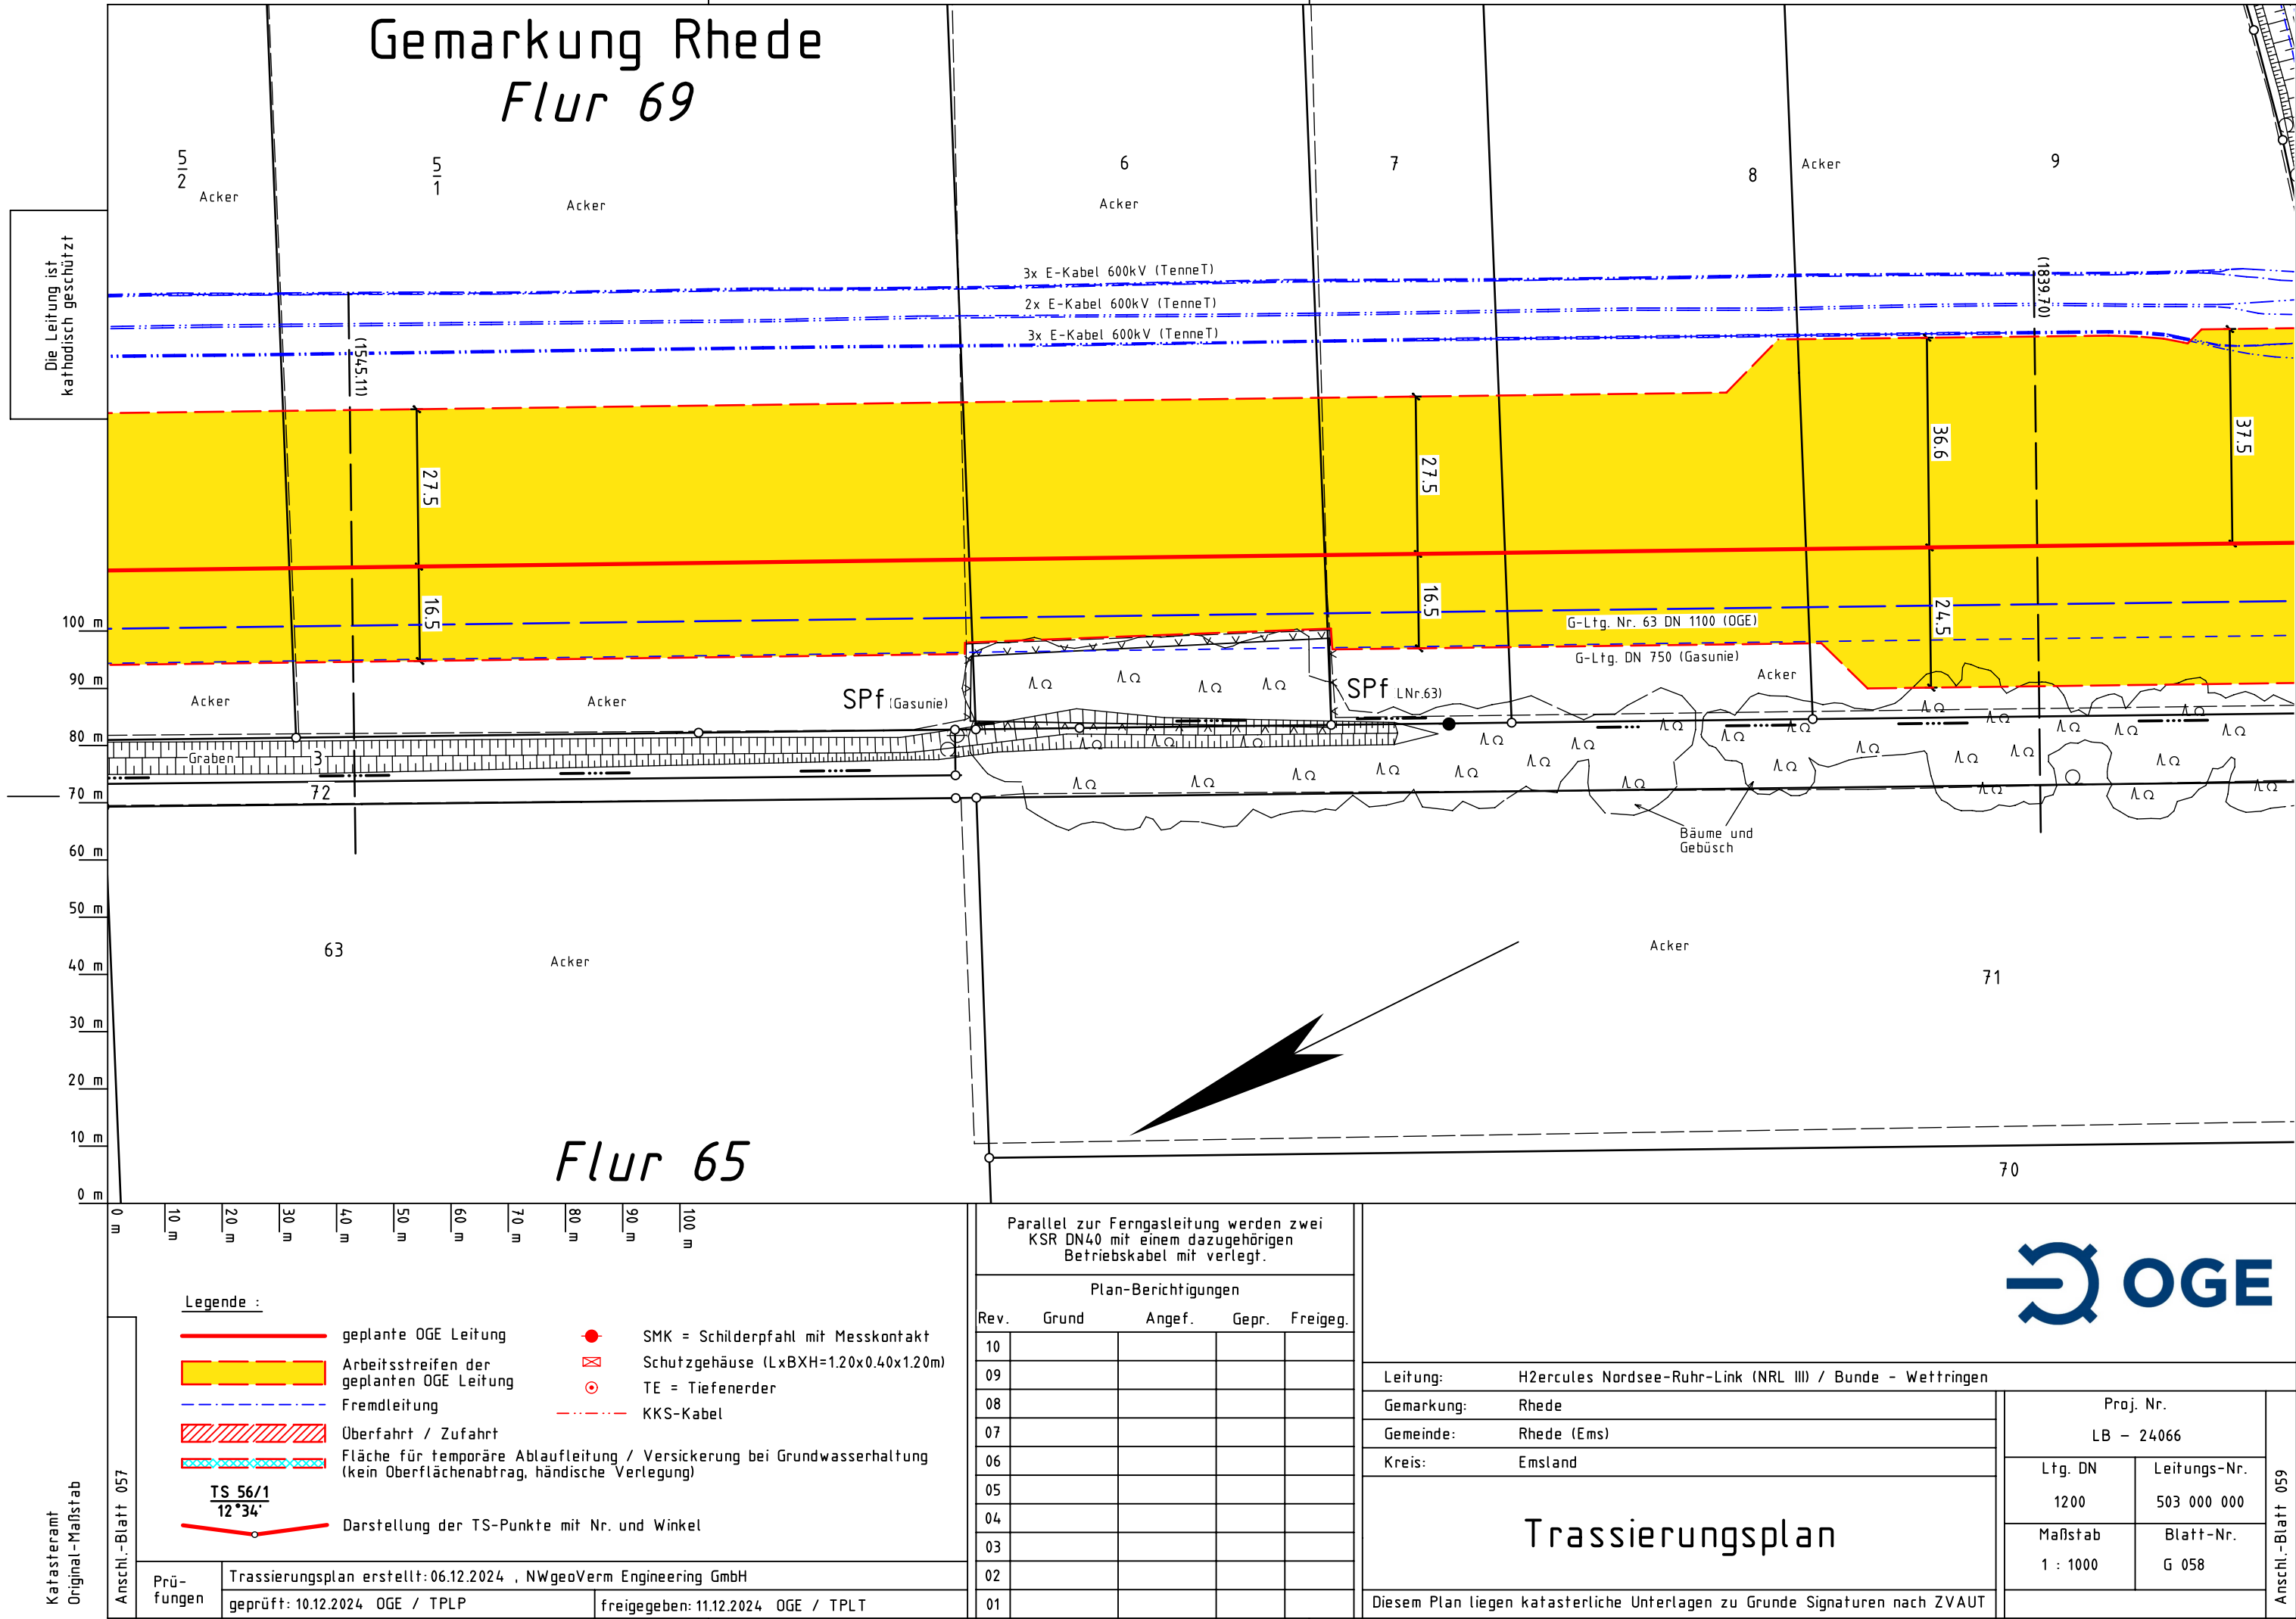 Gemarkung Rhede
Flur 69
5
2
Acker
5
1
Acker
6
Acker
7
8
Acker
9
Die Leitung ist
kathodisch geschützt
3x E-Kabel 600kV (TenneT)
2x E-Kabel 600kV (TenneT)
3x E-Kabel 600kV (TenneT)
(1545.11)
(1839.70)
27.5
27.5
36.6
37.5
16.5
16.5
24.5
G-Ltg. Nr. 63 DN 1100 (OGE)
G-Ltg. DN 750 (Gasunie)
Acker
Acker
Acker
SPf (Gasunie)
SPf (Nr.63)
Graben
3
72
Bäume und
Gebüsch
63
Acker
Acker
71
Flur 65
70
100 m
90 m
80 m
70 m
60 m
50 m
40 m
30 m
20 m
10 m
0 m
0 m
10 m
20 m
30 m
40 m
50 m
60 m
70 m
80 m
90 m
100 m
Legende :
geplante OGE Leitung
Arbeitsstreifen der
geplanten OGE Leitung
Fremdleitung
Überfahrt / Zufahrt
Fläche für temporäre Ablaufleitung / Versickerung bei Grundwasserhaltung
(kein Oberflächenabtrag, händische Verlegung)
TS 56/1
12°34'
Darstellung der TS-Punkte mit Nr. und Winkel
SMK = Schilderpfahl mit Messkontakt
Schutzgehäuse (LxBXH=1.20x0.40x1.20m)
TE = Tiefenerder
KKS-Kabel
Katasteramt
Original-Maßstab
Anschl.-Blatt 057
Prü-
fungen
Trassierungsplan erstellt: 06.12.2024 , NWgeoVerm Engineering GmbH
geprüft: 10.12.2024 OGE / TPLP
freigegeben: 11.12.2024 OGE / TPLT
Parallel zur Ferngasleitung werden zwei
KSR DN40 mit einem dazugehörigen
Betriebskabel mit verlegt.
Plan-Berichtigungen
Rev. Grund Angef. Gepr. Freigeg.
10
09
08
07
06
05
04
03
02
01
OGE
Leitung: H2ercules Nordsee-Ruhr-Link (NRL III) / Bunde - Wettringen
Gemarkung: Rhede
Gemeinde: Rhede (Ems)
Kreis: Emsland
Trassierungsplan
Diesem Plan liegen katasterliche Unterlagen zu Grunde Signaturen nach ZVAUT
Proj. Nr.
LB - 24066
Ltg. DN
1200
Leitungs-Nr.
503 000 000
Maßstab
1 : 1000
Blatt-Nr.
G 058
Anschl.-Blatt 059